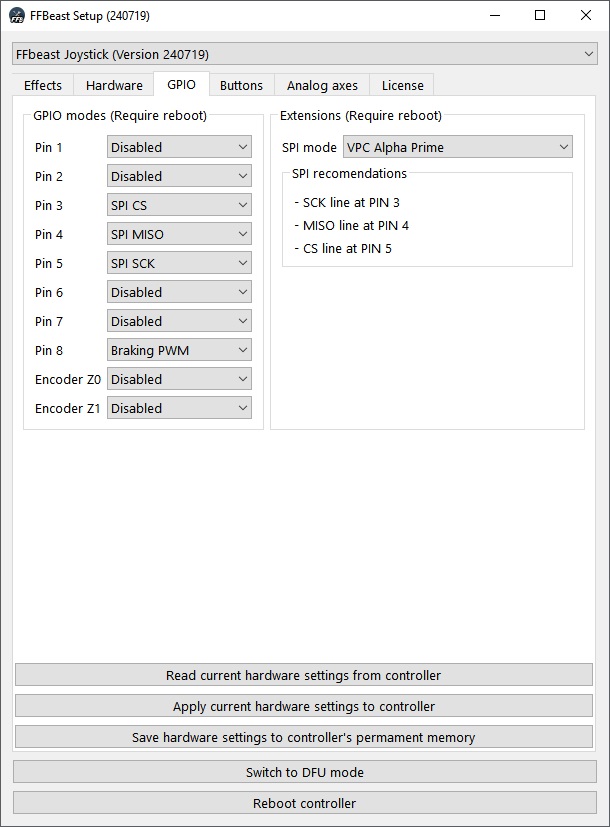 FFBeast Setup (240719)
FFbeast Joystick (Version 240719)
Effects Hardware GPIO Buttons Analog axes License
GPIO modes (Require reboot)
Pin 1 Disabled
Pin 2 Disabled
Pin 3 SPI CS
Pin 4 SPI MISO
Pin 5 SPI SCK
Pin 6 Disabled
Pin 7 Disabled
Pin 8 Braking PWM
Encoder Z0 Disabled
Encoder Z1 Disabled
Extensions (Require reboot)
SPI mode VPC Alpha Prime
SPI recomendations
- SCK line at PIN 3
- MISO line at PIN 4
- CS line at PIN 5
Read current hardware settings from controller
Apply current hardware settings to controller
Save hardware settings to controller's permament memory
Switch to DFU mode
Reboot controller